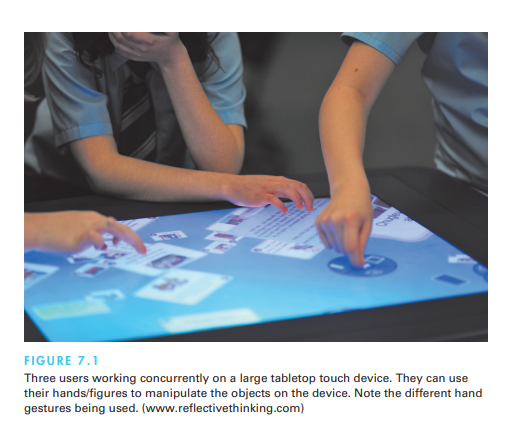 FIGURE 7.1
Three users working concurrently on a large tabletop touch device. They can use
their hands/figures to manipulate the objects on the device. Note the different hand
gestures being used. (www.reflectivethinking.com)